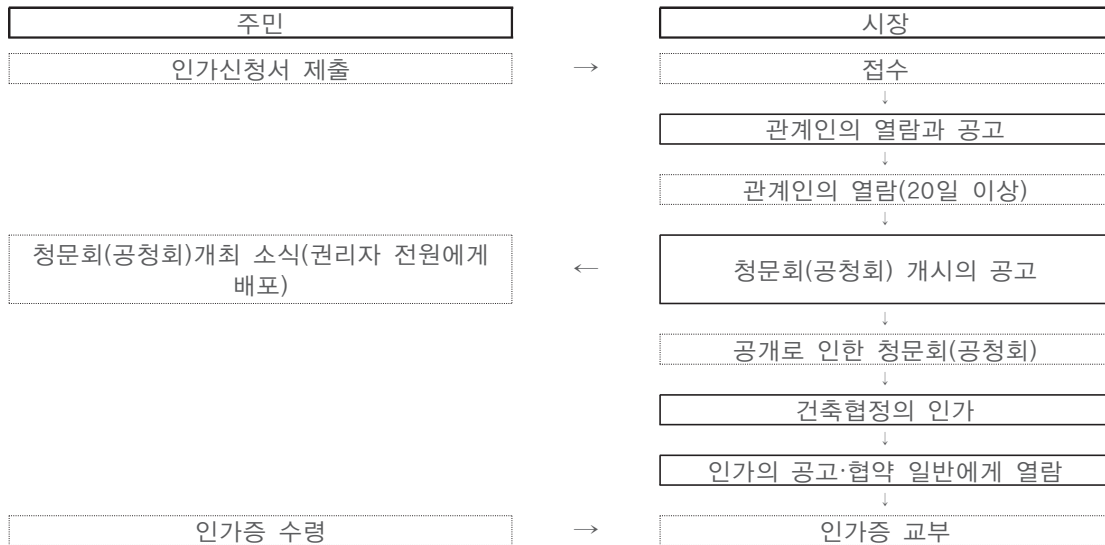 주민
시장
인가신청서 제출
→
접수
↓
관계인의 열람과 공고
↓
관계인의 열람(20일 이상)
↓
청문회(공청회)개최 소식(권리자 전원에게
배포)
←
청문회(공청회) 개시의 공고
↓
공개로 인한 청문회(공청회)
↓
건축협정의 인가
↓
인가의 공고·협약 일반에게 열람
↓
인가증 수령
→
인가증 교부